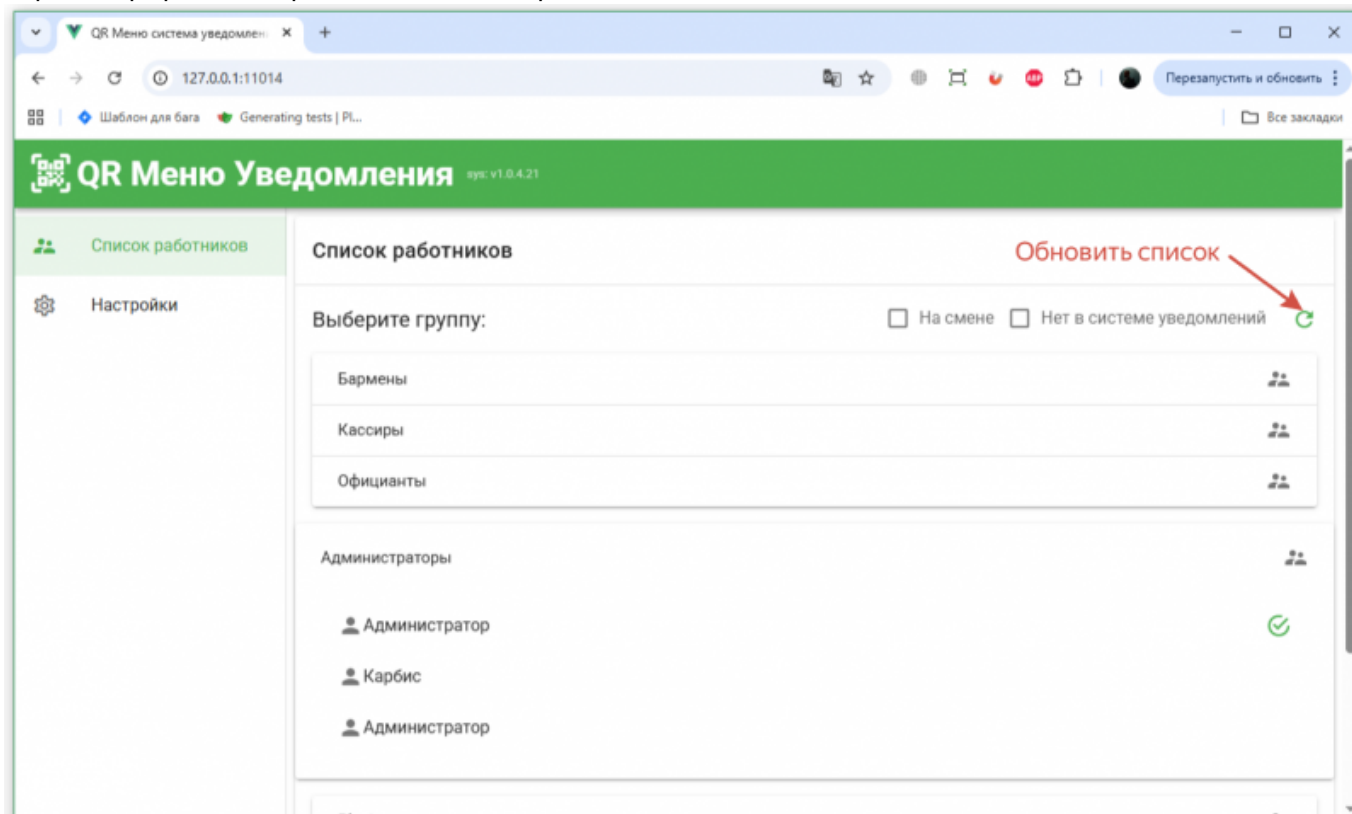 QR Меню система уведомлен
127.0.0.1:11014
Перезапустить и обновить
Шаблон для бага
Generating tests | Pl...
Все закладки
QR Меню Уведомления sys: v1.0.4.21
Список работников
Настройки
Список работников
Обновить список
Выберите группу:
На смене
Нет в системе уведомлений
Бармены
Кассиры
Официанты
Администраторы
Администратор
Карбис
Администратор